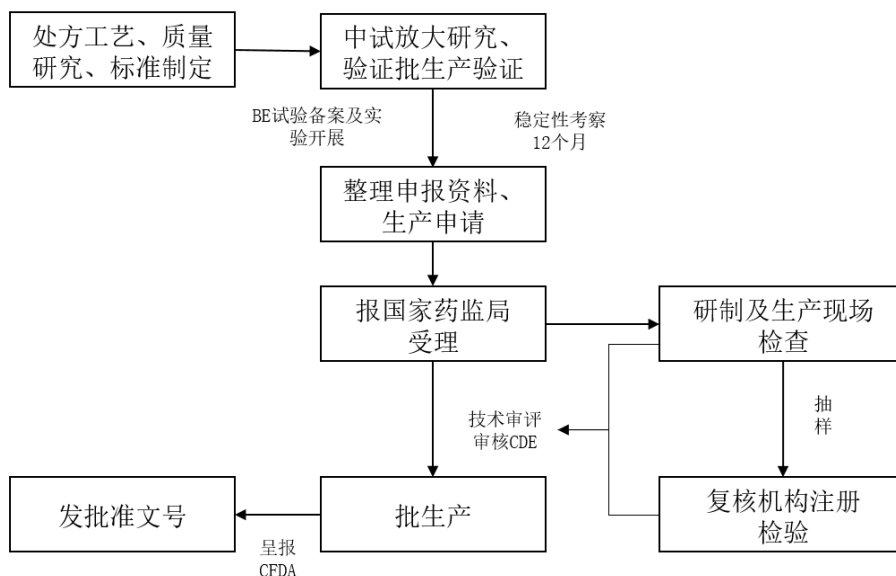 处方工艺、质量
研究、标准制定
中试放大研究、
验证批生产验证
BE试验备案及实
验开展
稳定性考察
12个月
整理申报资料、
生产申请
报国家药监局
受理
研制及生产现场
检查
技术审评
审核CDE
抽
样
发批准文号
批生产
复核机构注册
检验
呈报
CFDA